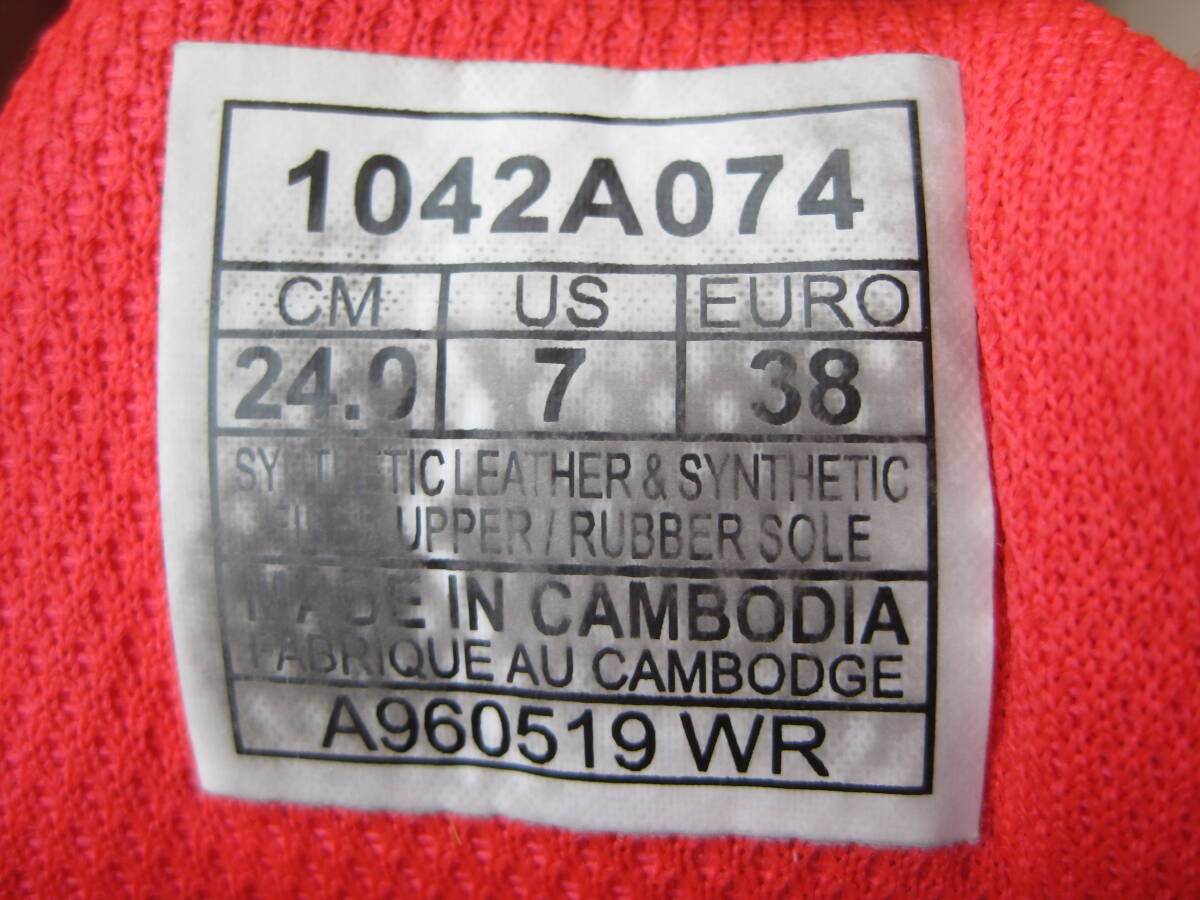 1042A074
CM US EURO
24.0 7 38
SYNTHETIC LEATHER & SYNTHETIC
UPPER / RUBBER SOLE
MADE IN CAMBODIA
FABRIQUE AU CAMBODGE
A960519 WR